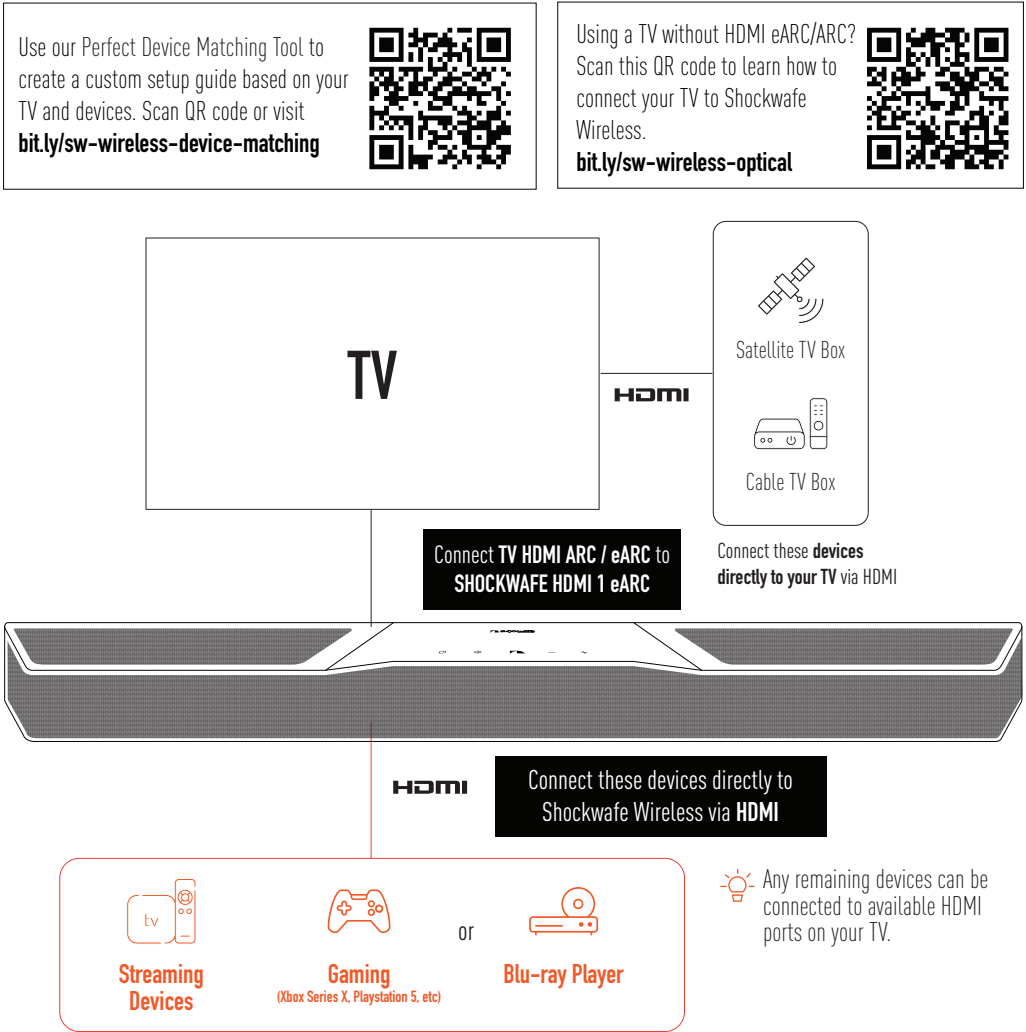 Use our Perfect Device Matching Tool to
create a custom setup guide based on your
TV and devices. Scan QR code or visit
bit.ly/sw-wireless-device-matching
Using a TV without HDMI eARC/ARC?
Scan this QR code to learn how to
connect your TV to Shockwafe
Wireless.
bit.ly/sw-wireless-optical
TV
HDMI
Satellite TV Box
Cable TV Box
Connect these devices
directly to your TV via HDMI
Connect TV HDMI ARC / eARC to
SHOCKWAFE HDMI 1 eARC
HDMI
Connect these devices directly to
Shockwafe Wireless via HDMI
tv
Streaming
Devices
Gaming
(Xbox Series X, Playstation 5, etc)
or
Blu-ray Player
Any remaining devices can be
connected to available HDMI
ports on your TV.